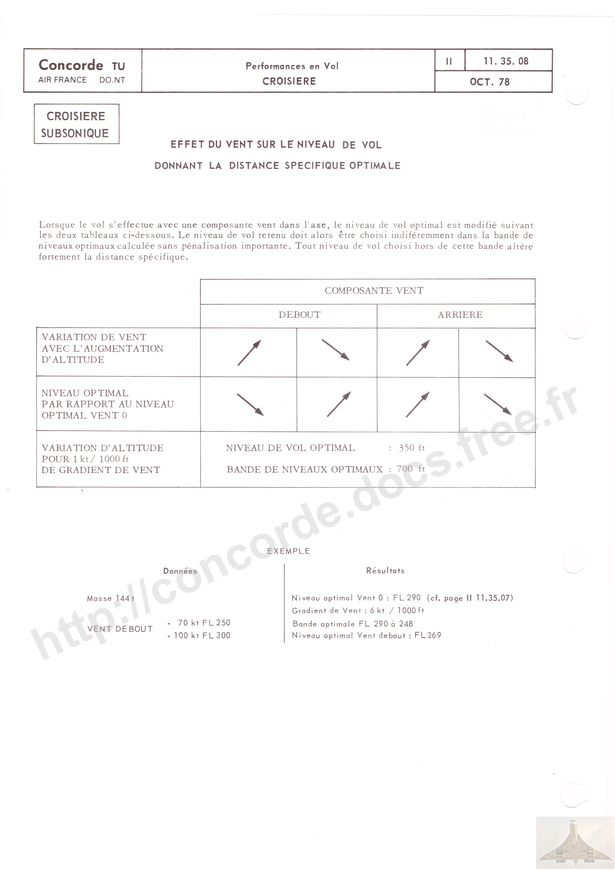 Concorde TU
AIR FRANCE DO.NT
Performances en Vol
CROISIERE
II
11. 35. 08
OCT. 78
CROISIERE
SUBSONIQUE
EFFET DU VENT SUR LE NIVEAU DE VOL
DONNANT LA DISTANCE SPECIFIQUE OPTIMALE
Lorsque le vol s'effectue avec une composante vent dans l'axe, le niveau de vol optimal est modifié suivant
les deux tableaux ci-dessous. Le niveau de vol retenu doit alors être choisi indiféremment dans la bande de
niveaux optimaux calculée sans pénalisation importante. Tout niveau de vol choisi hors de cette bande altère
fortement la distance spécifique.
COMPOSANTE VENT
DEBOUT
ARRIERE
VARIATION DE VENT
AVEC L'AUGMENTATION
D'ALTITUDE
NIVEAU OPTIMAL
PAR RAPPORT AU NIVEAU
OPTIMAL VENT 0
VARIATION D'ALTITUDE
POUR 1 kt / 1000 ft
DE GRADIENT DE VENT
NIVEAU DE VOL OPTIMAL : 350 ft
BANDE DE NIVEAUX OPTIMAUX : 700 ft
EXEMPLE
Données
Résultats
Masse 144 t
VENT DEBOUT
- 70 kt FL 250
- 100 kt FL 300
Niveau optimal Vent 0 : FL 290 (cf. page II 11.35.07)
Gradient de Vent : 6 kt / 1000 ft
Bande optimale FL 290 à 248
Niveau optimal Vent debout : FL 269
http://concorde.docs.free.fr